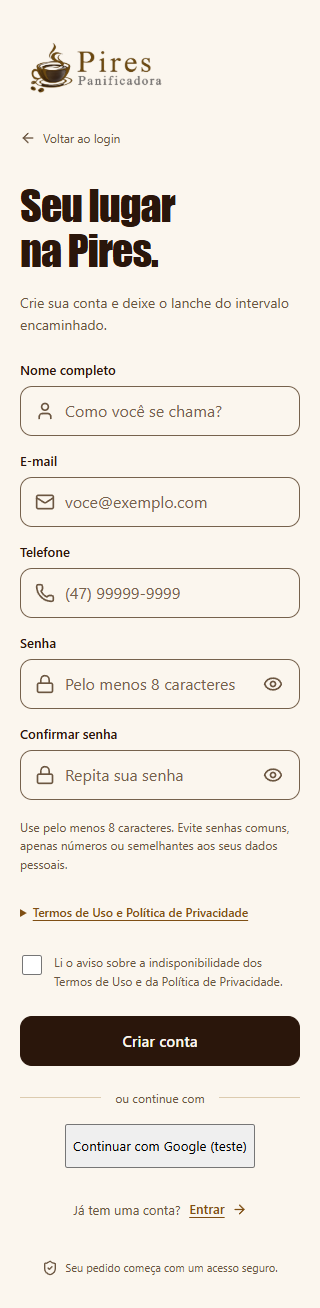 Pires
Panificadora
Voltar ao login
Seu lugar
na Pires.
Crie sua conta e deixe o lanche do intervalo
encaminhado.
Nome completo
Como você se chama?
E-mail
voce@exemplo.com
Telefone
(47) 99999-9999
Senha
Pelo menos 8 caracteres
Confirmar senha
Repita sua senha
Use pelo menos 8 caracteres. Evite senhas comuns,
apenas números ou semelhantes aos seus dados
pessoais.
Termos de Uso e Política de Privacidade
Li o aviso sobre a indisponibilidade dos
Termos de Uso e da Política de Privacidade.
Criar conta
ou continue com
Continuar com Google (teste)
Já tem uma conta? Entrar
Seu pedido começa com um acesso seguro.